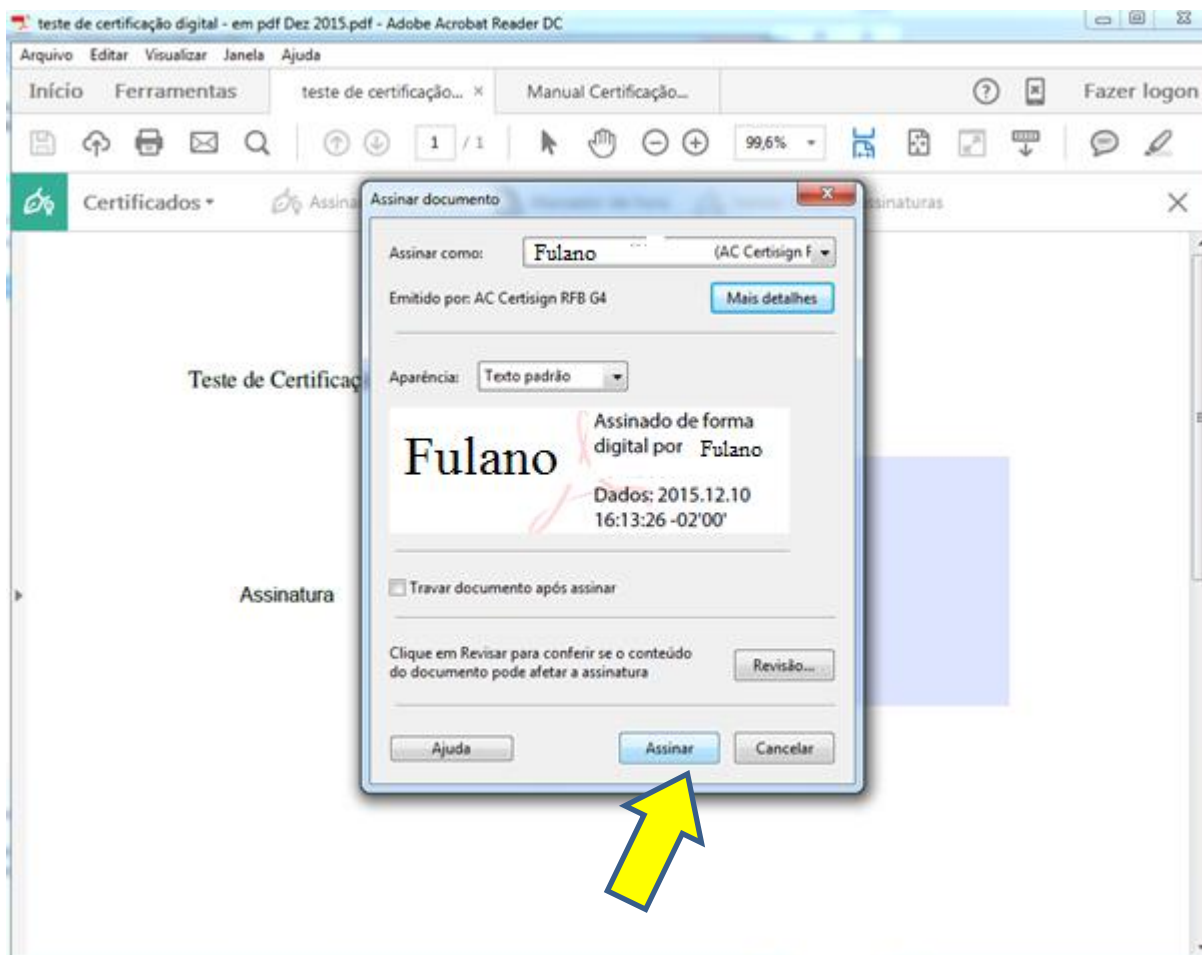 teste de certificação digital - em pdf Dez 2015.pdf - Adobe Acrobat Reader DC
Arquivo Editar Visualizar Janela Ajuda
Início Ferramentas teste de certificação... × Manual Certificação... Fazer logon
1 / 1 99,6%
Certificados Assina ssinaturas
Assinar documento
Assinar como: Fulano (AC Certisign F
Emitido por: AC Certisign RFB G4 Mais detalhes
Teste de Certificaç
Aparência: Texto padrão
Fulano
Assinado de forma
digital por Fulano
Dados: 2015.12.10
16:13:26 -02'00'
Assinatura
Travar documento após assinar
Clique em Revisar para conferir se o conteúdo
do documento pode afetar a assinatura
Revisão...
Ajuda Assinar Cancelar